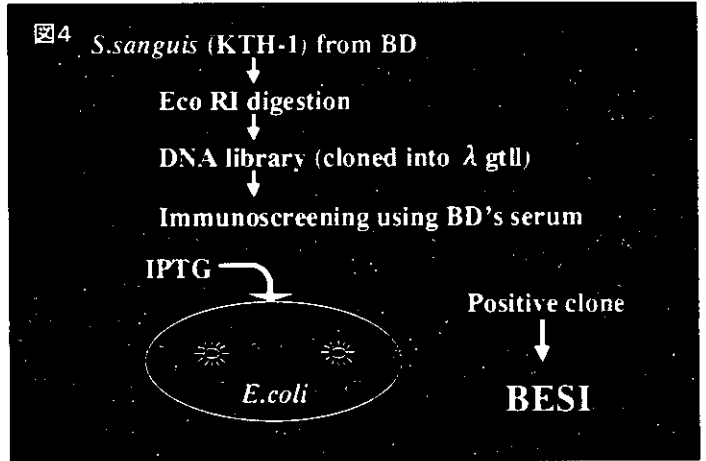 図4
S.sanguis (KTH-1) from BD
Eco RI digestion
DNA library (cloned into λ gtll)
Immunoscreening using BD's serum
IPTG
Positive clone
E.coli
BESI